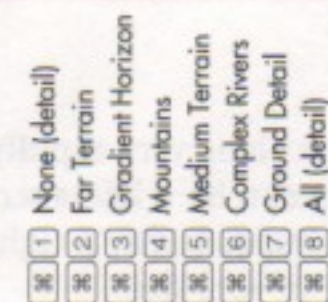 ⌘ 1 None (detail)
⌘ 2 Far Terrain
⌘ 3 Gradient Horizon
⌘ 4 Mountains
⌘ 5 Medium Terrain
⌘ 6 Complex Rivers
⌘ 7 Ground Detail
⌘ 8 All (detail)